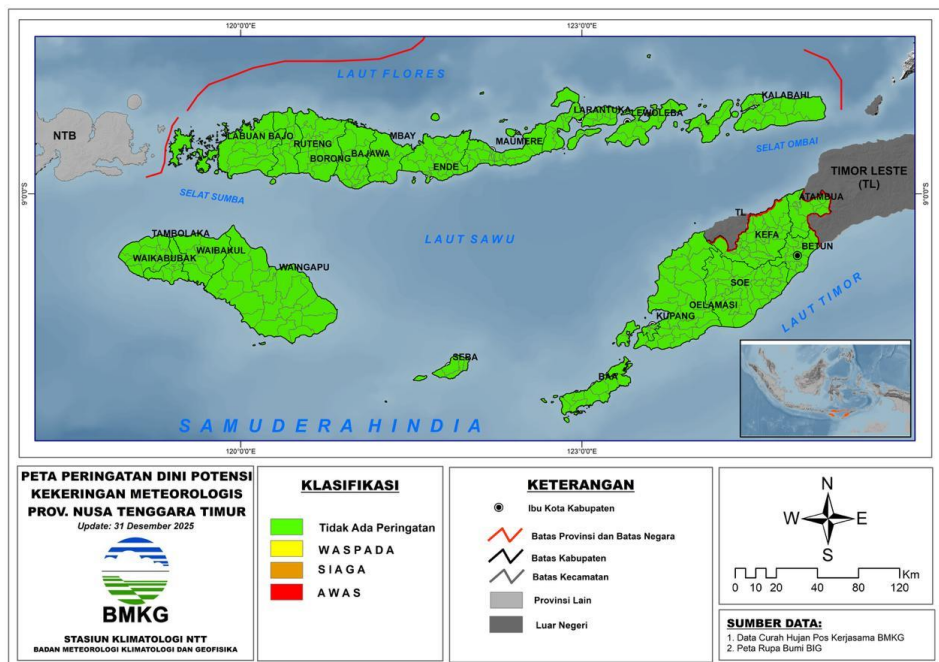 120°0'0"E
123°0'0"E
LAUT FLORES
KALABAHI
LARANTUKA
LEWOLEBA
NTB
LABUAN BAJO
MBAY
RUTENG
MAUMERE
BORONG
BAJAWA
ENDE
SELAT OMBAI
TIMOR LESTE
(TL)
9°0'0"S
9°0'0"S
SELAT SUMBA
ATAMBUA
TL
TAMBOLAKA
LAUT SAWU
KEFA
WAIBAKUL
BETUN
WAIKABUBAK
WAINGAPU
SOE
OELAMASI
LAUT TIMOR
KUPANG
SEBA
BAA
SAMUDERA HINDIA
120°0'0"E
123°0'0"E
PETA PERINGATAN DINI POTENSI
KEKERINGAN METEOROLOGIS
PROV. NUSA TENGGARA TIMUR
Update: 31 Desember 2025
BMKG
STASIUN KLIMATOLOGI NTT
BADAN METEOROLOGI KLIMATOLOGI DAN GEOFISIKA
KLASIFIKASI
Tidak Ada Peringatan
WASPADA
SIAGA
AWAS
KETERANGAN
Ibu Kota Kabupaten
Batas Provinsi dan Batas Negara
Batas Kabupaten
Batas Kecamatan
Provinsi Lain
Luar Negeri
N
W E
S
Km
0 10 20 40 60 80 120
SUMBER DATA:
1. Data Curah Hujan Pos Kerjasama BMKG
2. Peta Rupa Bumi BIG